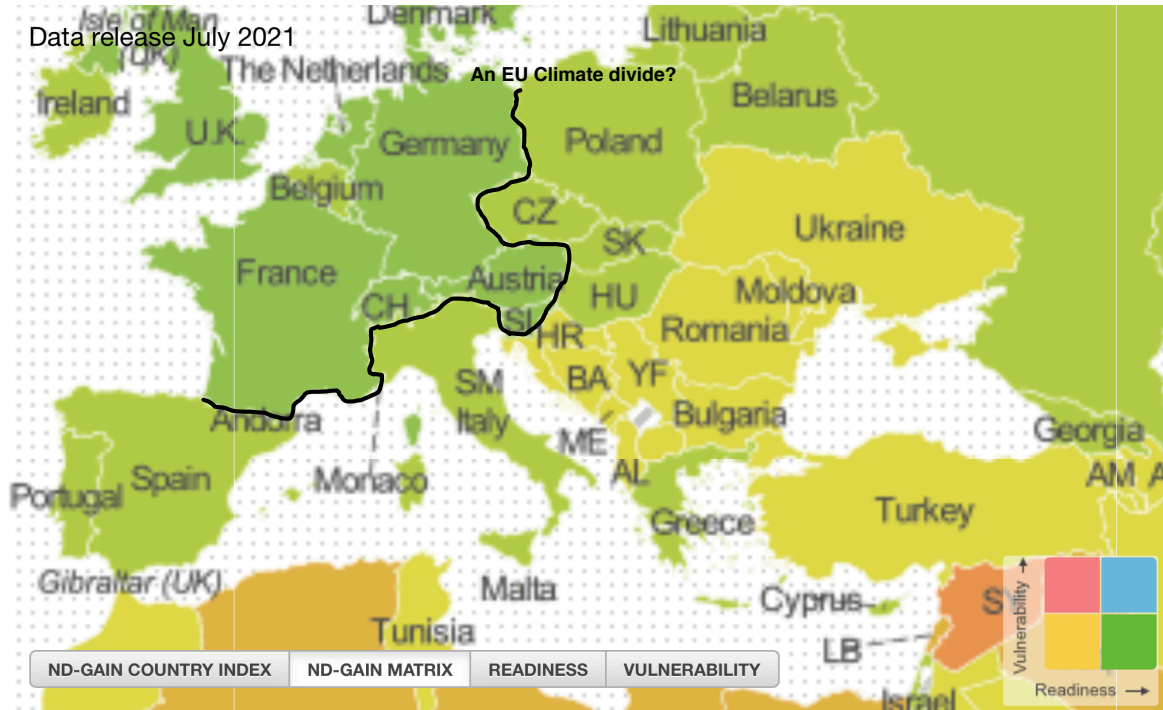 Isle of Man
(UK)
Denmark
Data release July 2021
Lithuania
The Netherlands
An EU Climate divide?
Ireland
Belarus
U.K.
Germany
Poland
Belgium
CZ
Ukraine
SK
France
Austria
CH
HU
Moldova
SI
HR
Romania
SM
BA
YF
Italy
Andorra
Bulgaria
ME
Georgia
AL
AM A
Spain
Monaco
Portugal
Turkey
Greece
Gibraltar (UK)
Malta
Cyprus
SY
Tunisia
LB
Israel
Vulnerability
Readiness
ND-GAIN COUNTRY INDEX
ND-GAIN MATRIX
READINESS
VULNERABILITY